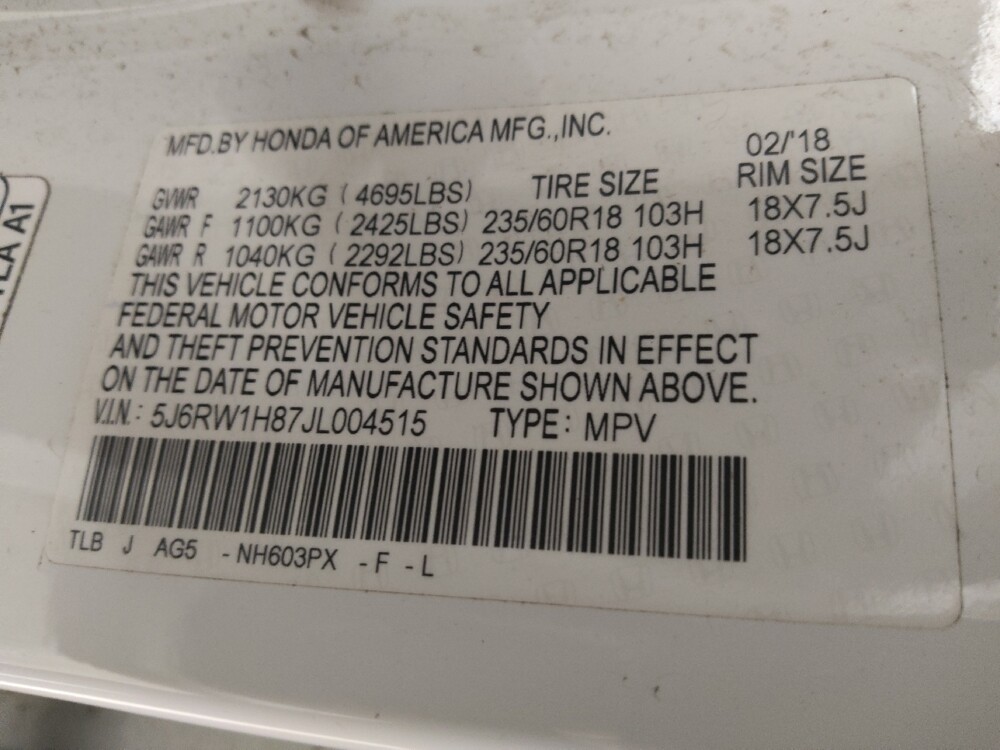 MFD.BY HONDA OF AMERICA MFG.,INC. 02/'18
GVWR 2130KG (4695LBS) TIRE SIZE RIM SIZE
GAWR F 1100KG (2425LBS) 235/60R18 103H 18X7.5J
GAWR R 1040KG (2292LBS) 235/60R18 103H 18X7.5J
THIS VEHICLE CONFORMS TO ALL APPLICABLE
FEDERAL MOTOR VEHICLE SAFETY
AND THEFT PREVENTION STANDARDS IN EFFECT
ON THE DATE OF MANUFACTURE SHOWN ABOVE.
V.I.N.: 5J6RW1H87JL004515 TYPE: MPV
TLB J AG5 -NH603PX -F -L
A1